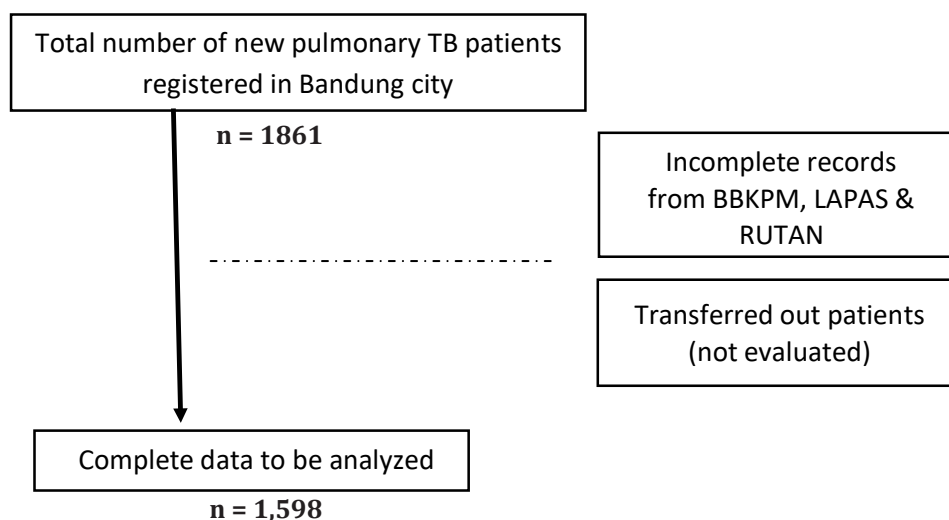 Total number of new pulmonary TB patients
registered in Bandung city
n = 1861
Incomplete records
from BBKPM, LAPAS &
RUTAN
Transferred out patients
(not evaluated)
Complete data to be analyzed
n = 1,598